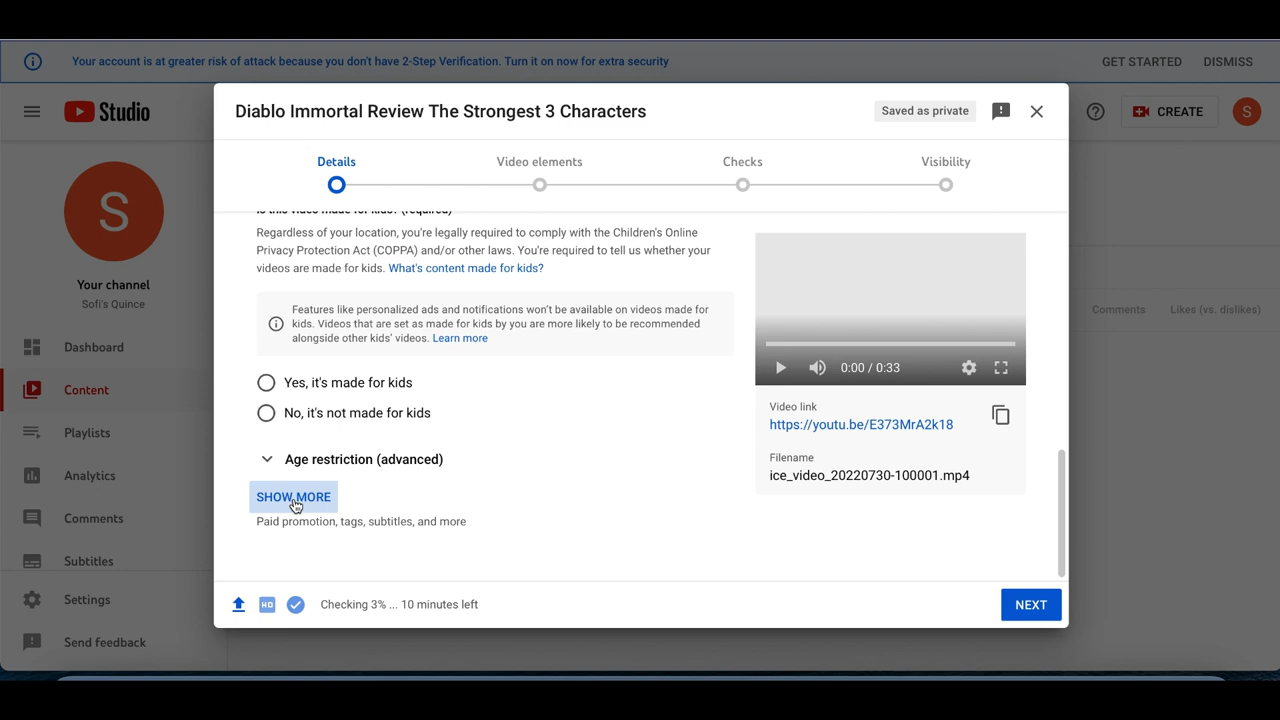 Your account is at greater risk of attack because you don't have 2-Step Verification. Turn it on now for extra security
GET STARTED
DISMISS
Studio
CREATE
S
Diablo Immortal Review The Strongest 3 Characters
Saved as private
Details
Video elements
Checks
Visibility
S
Your channel
Sofi's Quince
Dashboard
Content
Playlists
Analytics
Comments
Subtitles
Settings
Send feedback
Is this video made for kids? (required)
Regardless of your location, you're legally required to comply with the Children's Online
Privacy Protection Act (COPPA) and/or other laws. You're required to tell us whether your
videos are made for kids. What's content made for kids?
Features like personalized ads and notifications won't be available on videos made for
kids. Videos that are set as made for kids by you are more likely to be recommended
alongside other kids' videos. Learn more
Yes, it's made for kids
No, it's not made for kids
Age restriction (advanced)
SHOW MORE
Paid promotion, tags, subtitles, and more
0:00 / 0:33
Video link
https://youtu.be/E373MrA2k18
Filename
ice_video_20220730-100001.mp4
Comments
Likes (vs. dislikes)
HD
Checking 3% ... 10 minutes left
NEXT